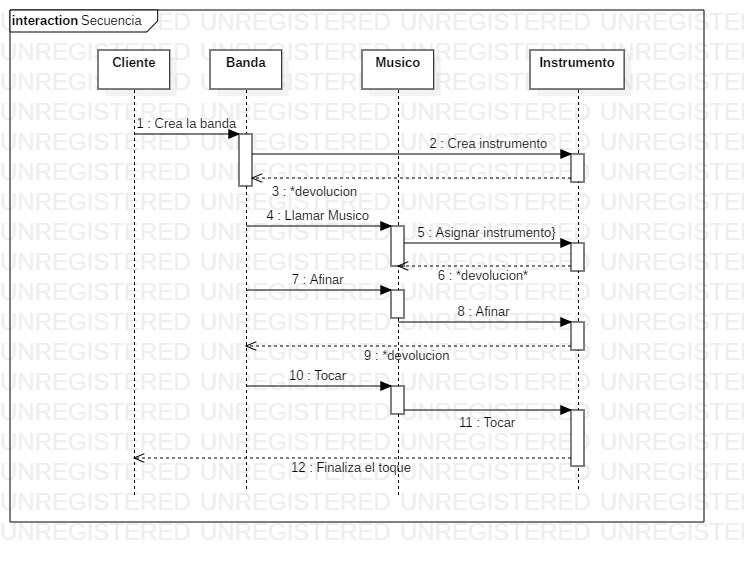 interaction Secuencia
Cliente
Banda
Musico
Instrumento
1 : Crea la banda
2 : Crea instrumento
3 : *devolucion
4 : Llamar Musico
5 : Asignar instrumento}
6 : *devolucion*
7 : Afinar
8 : Afinar
9 : *devolucion
10 : Tocar
11 : Tocar
12 : Finaliza el toque
UNREGISTERED UNREGISTERED UNREGISTERED UNREGISTERED